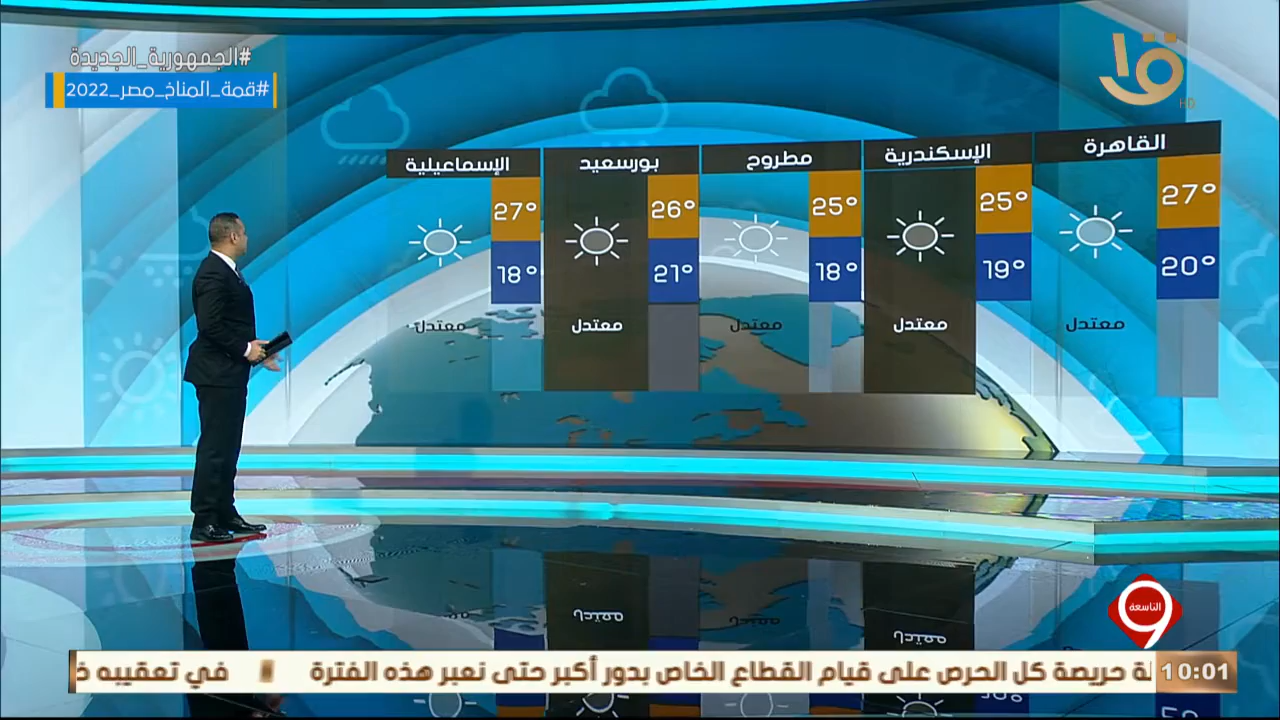 #الجمهورية_الجديدة
#قمة_المناخ_مصر_2022
HD
القاهرة
27°
20°
معتدل
الإسكندرية
25°
19°
معتدل
مطروح
25°
18°
معتدل
بورسعيد
26°
21°
معتدل
الإسماعيلية
27°
18°
معتدل
التاسعة
10:01
حريصة كل الحرص على قيام القطاع الخاص بدور أكبر حتى نعبر هذه الفترة
في تعقيبه